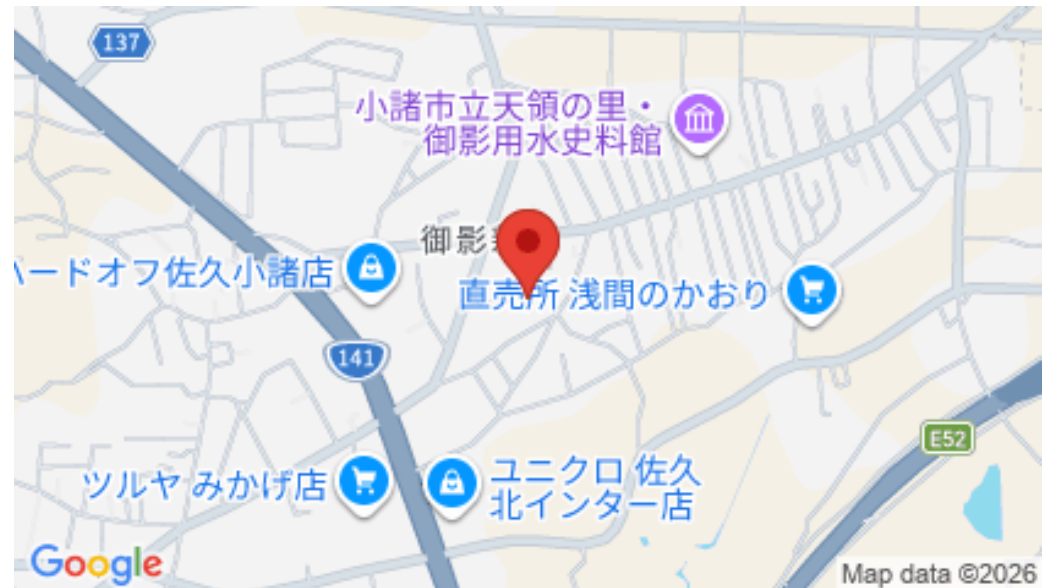 137
小諸市立天領の里・
御影用水史料館
御影
ハードオフ佐久小諸店
直売所 浅間のかおり
141
E52
ツルヤ みかげ店
ユニクロ 佐久
北インター店
Google
Map data ©2026